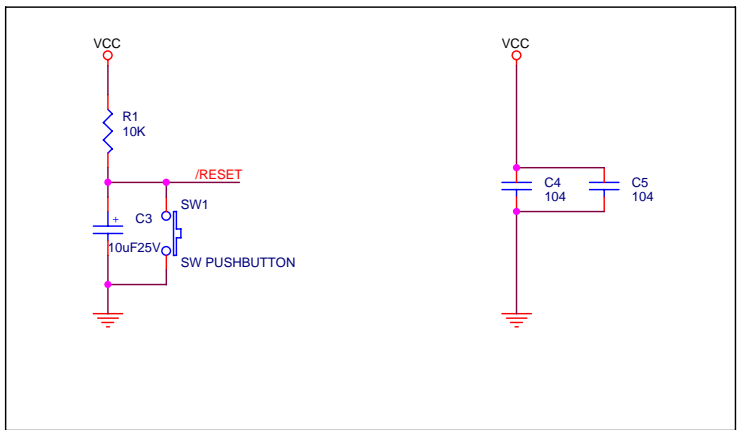 VCC
VCC
R1
10K
/RESET
SW1
C3
+
10uF25V
SW PUSHBUTTON
C4
104
C5
104